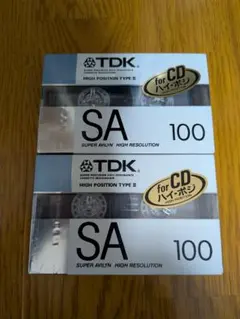 TDK
HIGH POSITION TYPE II
for CD
ハイ・ポジ
SA 100
SUPER AVILYN HIGH RESOLUTION
TDK
HIGH POSITION TYPE II
for CD
ハイ・ポジ
SA 100
SUPER AVILYN HIGH RESOLUTION